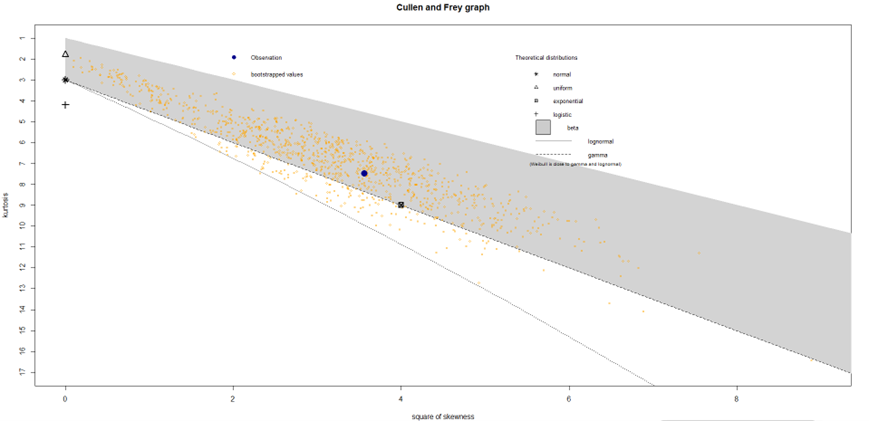 Cullen and Frey graph
Observation
bootstrapped values
Theoretical distributions
normal
uniform
exponential
logistic
beta
lognormal
gamma
(Weibull is close to gamma and lognormal)
kurtosis
1
2
3
4
5
6
7
8
9
10
11
12
13
14
15
16
17
0 2 4 6 8
square of skewness